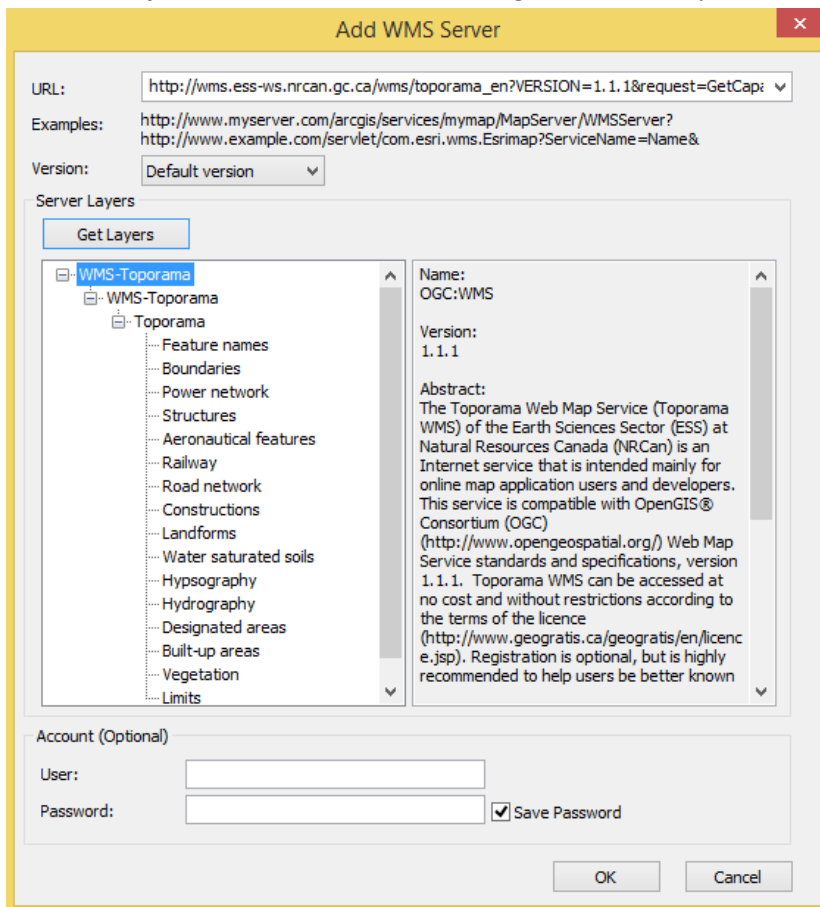 Add WMS Server
URL:
http://wms.ess-ws.nrcan.gc.ca/wms/toporama_en?VERSION=1.1.1&request=GetCapa
Examples:
http://www.myserver.com/arcgis/services/mymap/MapServer/WMSServer?
http://www.example.com/servlet/com.esri.wms.Esrimap?ServiceName=Name&
Version:
Default version
Server Layers
Get Layers
WMS-Toporama
WMS-Toporama
Toporama
Feature names
Boundaries
Power network
Structures
Aeronautical features
Railway
Road network
Constructions
Landforms
Water saturated soils
Hypsography
Hydrography
Designated areas
Built-up areas
Vegetation
Limits
Name:
OGC:WMS
Version:
1.1.1
Abstract:
The Toporama Web Map Service (Toporama
WMS) of the Earth Sciences Sector (ESS) at
Natural Resources Canada (NRCan) is an
Internet service that is intended mainly for
online map application users and developers.
This service is compatible with OpenGIS®
Consortium (OGC)
(http://www.opengeospatial.org/) Web Map
Service standards and specifications, version
1.1.1. Toporama WMS can be accessed at
no cost and without restrictions according to
the terms of the licence
(http://www.geogratis.ca/geogratis/en/licenc
e.jsp). Registration is optional, but is highly
recommended to help users be better known
Account (Optional)
User:
Password:
Save Password
OK
Cancel